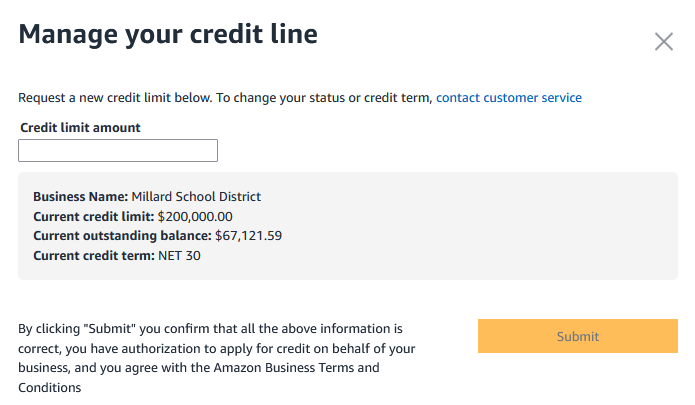 Manage your credit line
Request a new credit limit below. To change your status or credit term, contact customer service
Credit limit amount
Business Name: Millard School District
Current credit limit: $200,000.00
Current outstanding balance: $67,121.59
Current credit term: NET 30
By clicking "Submit" you confirm that all the above information is
correct, you have authorization to apply for credit on behalf of your
business, and you agree with the Amazon Business Terms and
Conditions
Submit